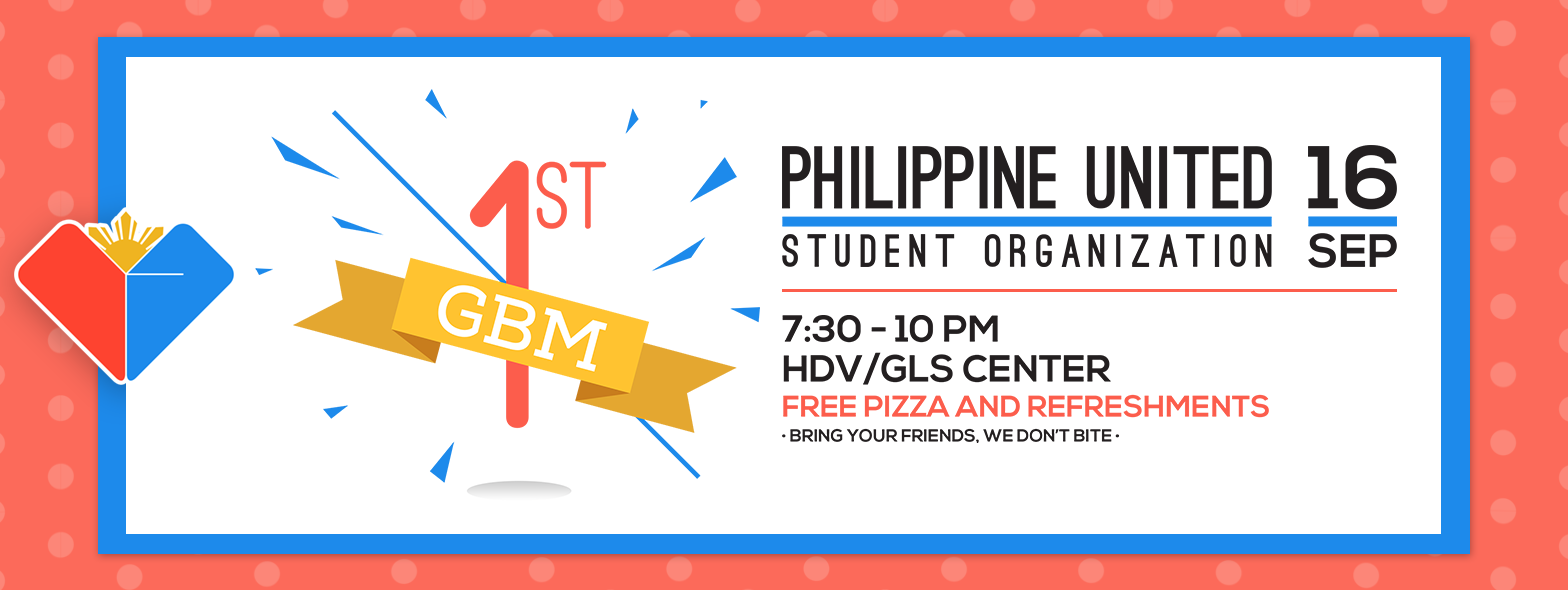 1ST
GBM
PHILIPPINE UNITED
STUDENT ORGANIZATION
16
SEP
7:30 - 10 PM
HDV/GLS CENTER
FREE PIZZA AND REFRESHMENTS
· BRING YOUR FRIENDS, WE DON'T BITE ·